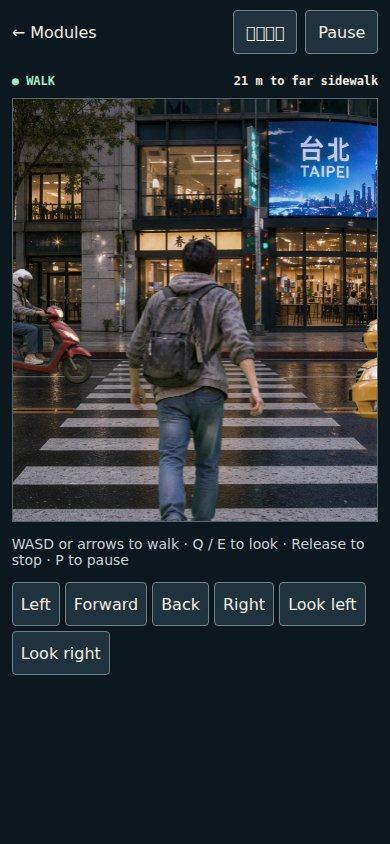 ← Modules
Pause
● WALK
21 m to far sidewalk
台北
TAIPEI
WASD or arrows to walk · Q / E to look · Release to
stop · P to pause
Left
Forward
Back
Right
Look left
Look right